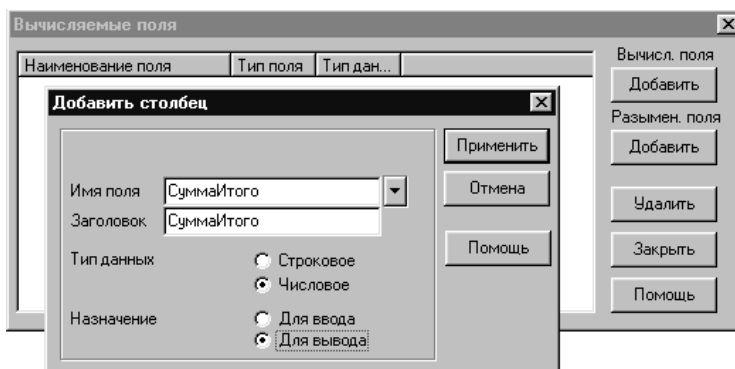 Вычисляемые поля
Наименование поля Тип поля Тип дан...
Вычисл. поля
Добавить
Разымен. поля
Добавить
Удалить
Закрыть
Помощь
Добавить столбец
Применить
Отмена
Помощь
Имя поля СуммаИтого
Заголовок СуммаИтого
Тип данных Строковое
Числовое
Назначение Для ввода
Для вывода